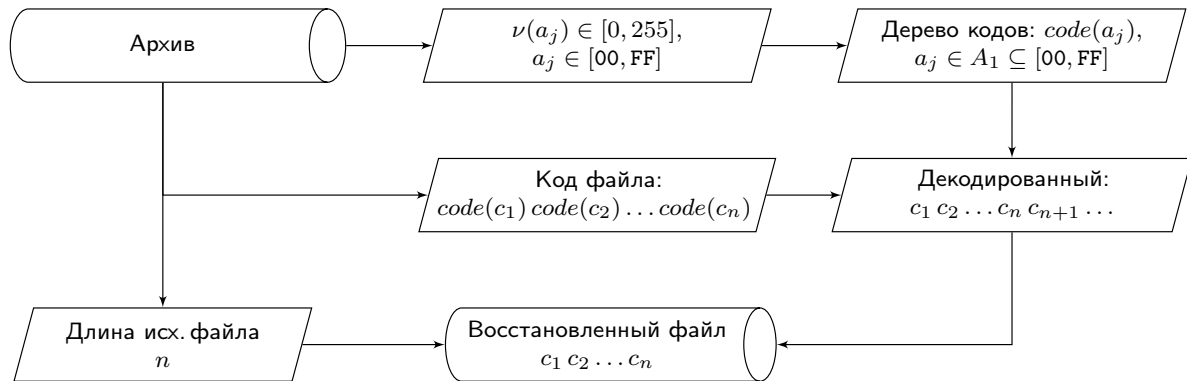 Архив
ν(a_j) ∈ [0, 255],
a_j ∈ [00, FF]
Дерево кодов: code(a_j),
a_j ∈ A_1 ⊆ [00, FF]
Код файла:
code(c_1) code(c_2) … code(c_n)
Декодированный:
c_1 c_2 … c_n c_{n+1} …
Длина исх. файла
n
Восстановленный файл
c_1 c_2 … c_n